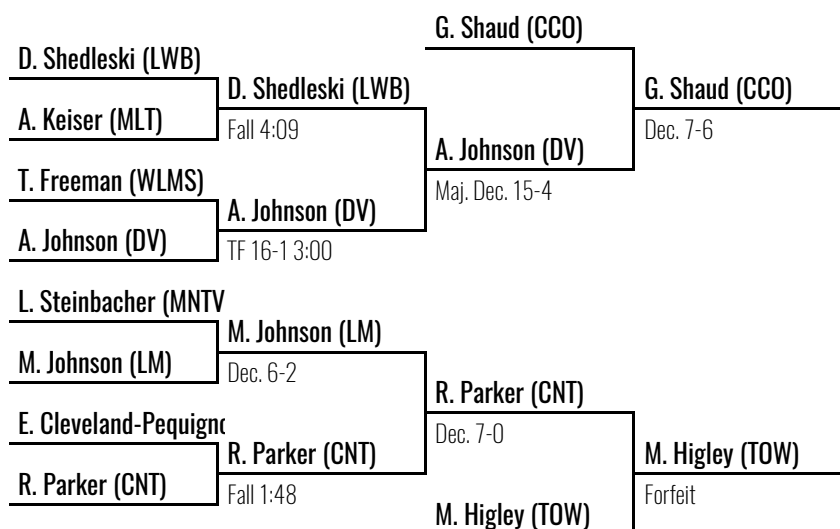 G. Shaud (CCO)
D. Shedleski (LWB)
D. Shedleski (LWB)
G. Shaud (CCO)
A. Keiser (MLT)
Fall 4:09
Dec. 7-6
A. Johnson (DV)
T. Freeman (WLMS)
Maj. Dec. 15-4
A. Johnson (DV)
A. Johnson (DV)
TF 16-1 3:00
L. Steinbacher (MNTV
M. Johnson (LM)
M. Johnson (LM)
Dec. 6-2
R. Parker (CNT)
E. Cleveland-Pequigno
Dec. 7-0
R. Parker (CNT)
M. Higley (TOW)
R. Parker (CNT)
Fall 1:48
Forfeit
M. Higley (TOW)